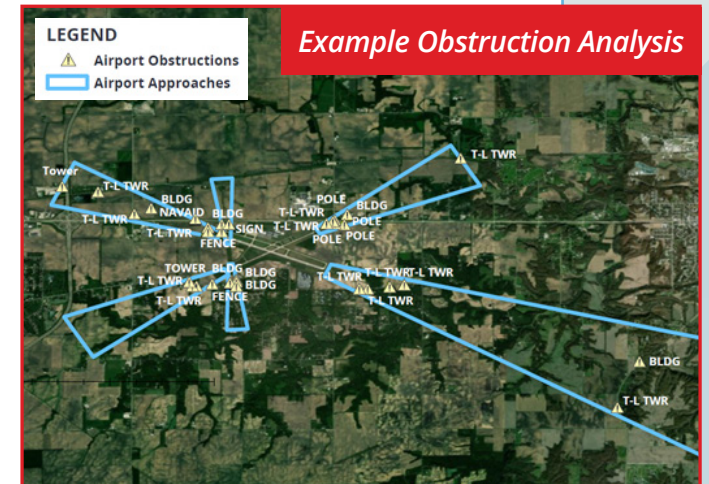 LEGEND
Airport Obstructions
Airport Approaches
Example Obstruction Analysis
T-L TWR
Tower
T-L TWR
BLDG
NAVAID
T-L TWR
T-L TWR
BLDG
SIGN
FENCE
POLE
T-L-TWR
BLDG
T-L TWR
POLE
POLE
POLE
TOWER
BLDG
BLDG
T-L TWR
BLDG
T-L TWR
FENCE
T-L TWR
T-L TWR
T-L TWR
T-L TWR
BLDG
T-L TWR